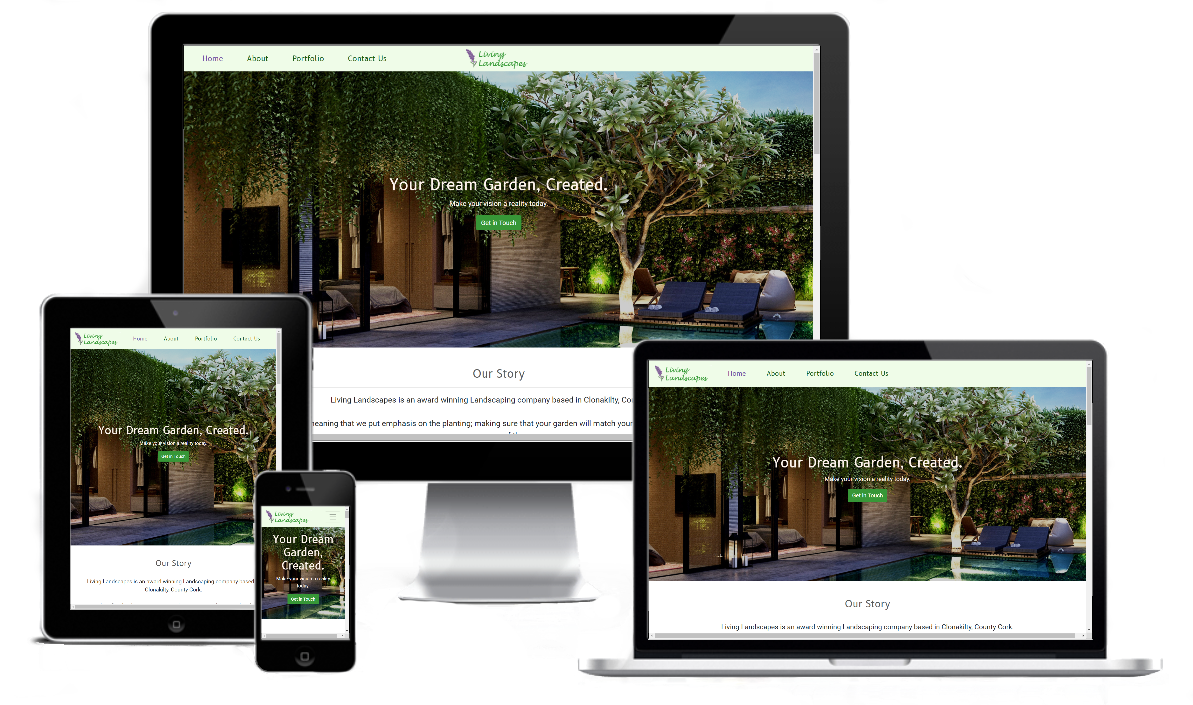 Home About Portfolio Contact Us
Living
Landscapes
Your Dream Garden, Created.
Make your vision a reality today.
Get in Touch
Our Story
Living Landscapes is an award winning Landscaping company based in Clonakilty, Cou
meaning that we put emphasis on the planting; making sure that your garden will match your
Living
Landscapes
Home About Portfolio Contact Us
Your Dream Garden, Created.
Make your vision a reality today.
Get in Touch
Our Story
Living Landscapes is an award winning Landscaping company based
Clonakilty, County Cork.
Living
Landscapes
Your Dream
Garden,
Created.
Make your vision a reality
today.
Get in Touch
Living
Landscapes
Home About Portfolio Contact Us
Your Dream Garden, Created.
Make your vision a reality today.
Get in Touch
Our Story
Living Landscapes is an award winning Landscaping company based in Clonakilty, County Cork